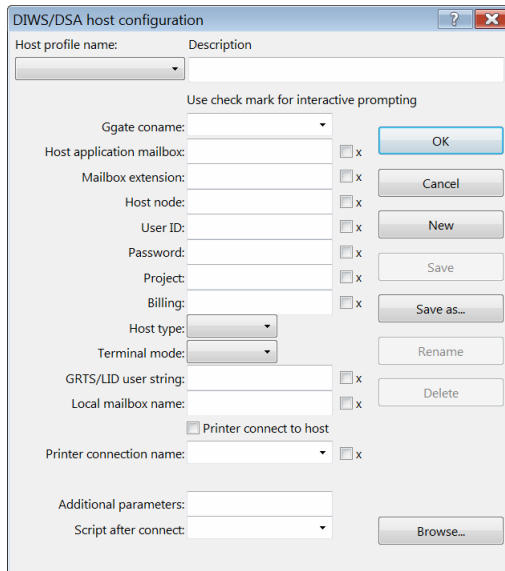 DIWS/DSA host configuration
Host profile name: Description
Use check mark for interactive prompting
Ggate coname:
OK
Host application mailbox: x
Mailbox extension: x
Cancel
Host node: x
User ID: x
New
Password: x
Project: x
Save
Billing: x
Save as...
Host type:
Terminal mode:
Rename
GRTS/LID user string: x
Delete
Local mailbox name: x
Printer connect to host
Printer connection name: x
Additional parameters:
Script after connect:
Browse...